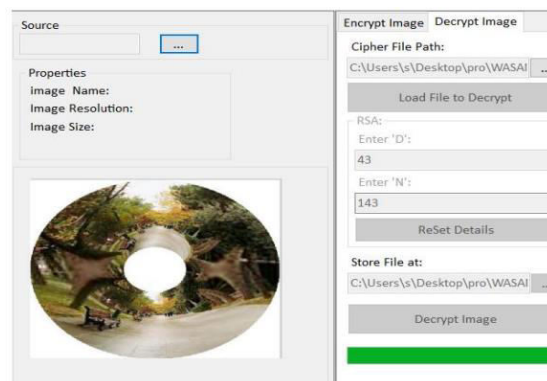 Source
...
Properties
image Name:
Image Resolution:
Image Size:
Encrypt Image Decrypt Image
Cipher File Path:
C:\Users\s\Desktop\pro\WASAI ...
Load File to Decrypt
RSA:
Enter 'D':
43
Enter 'N':
143
ReSet Details
Store File at:
C:\Users\s\Desktop\pro\WASAI ...
Decrypt Image